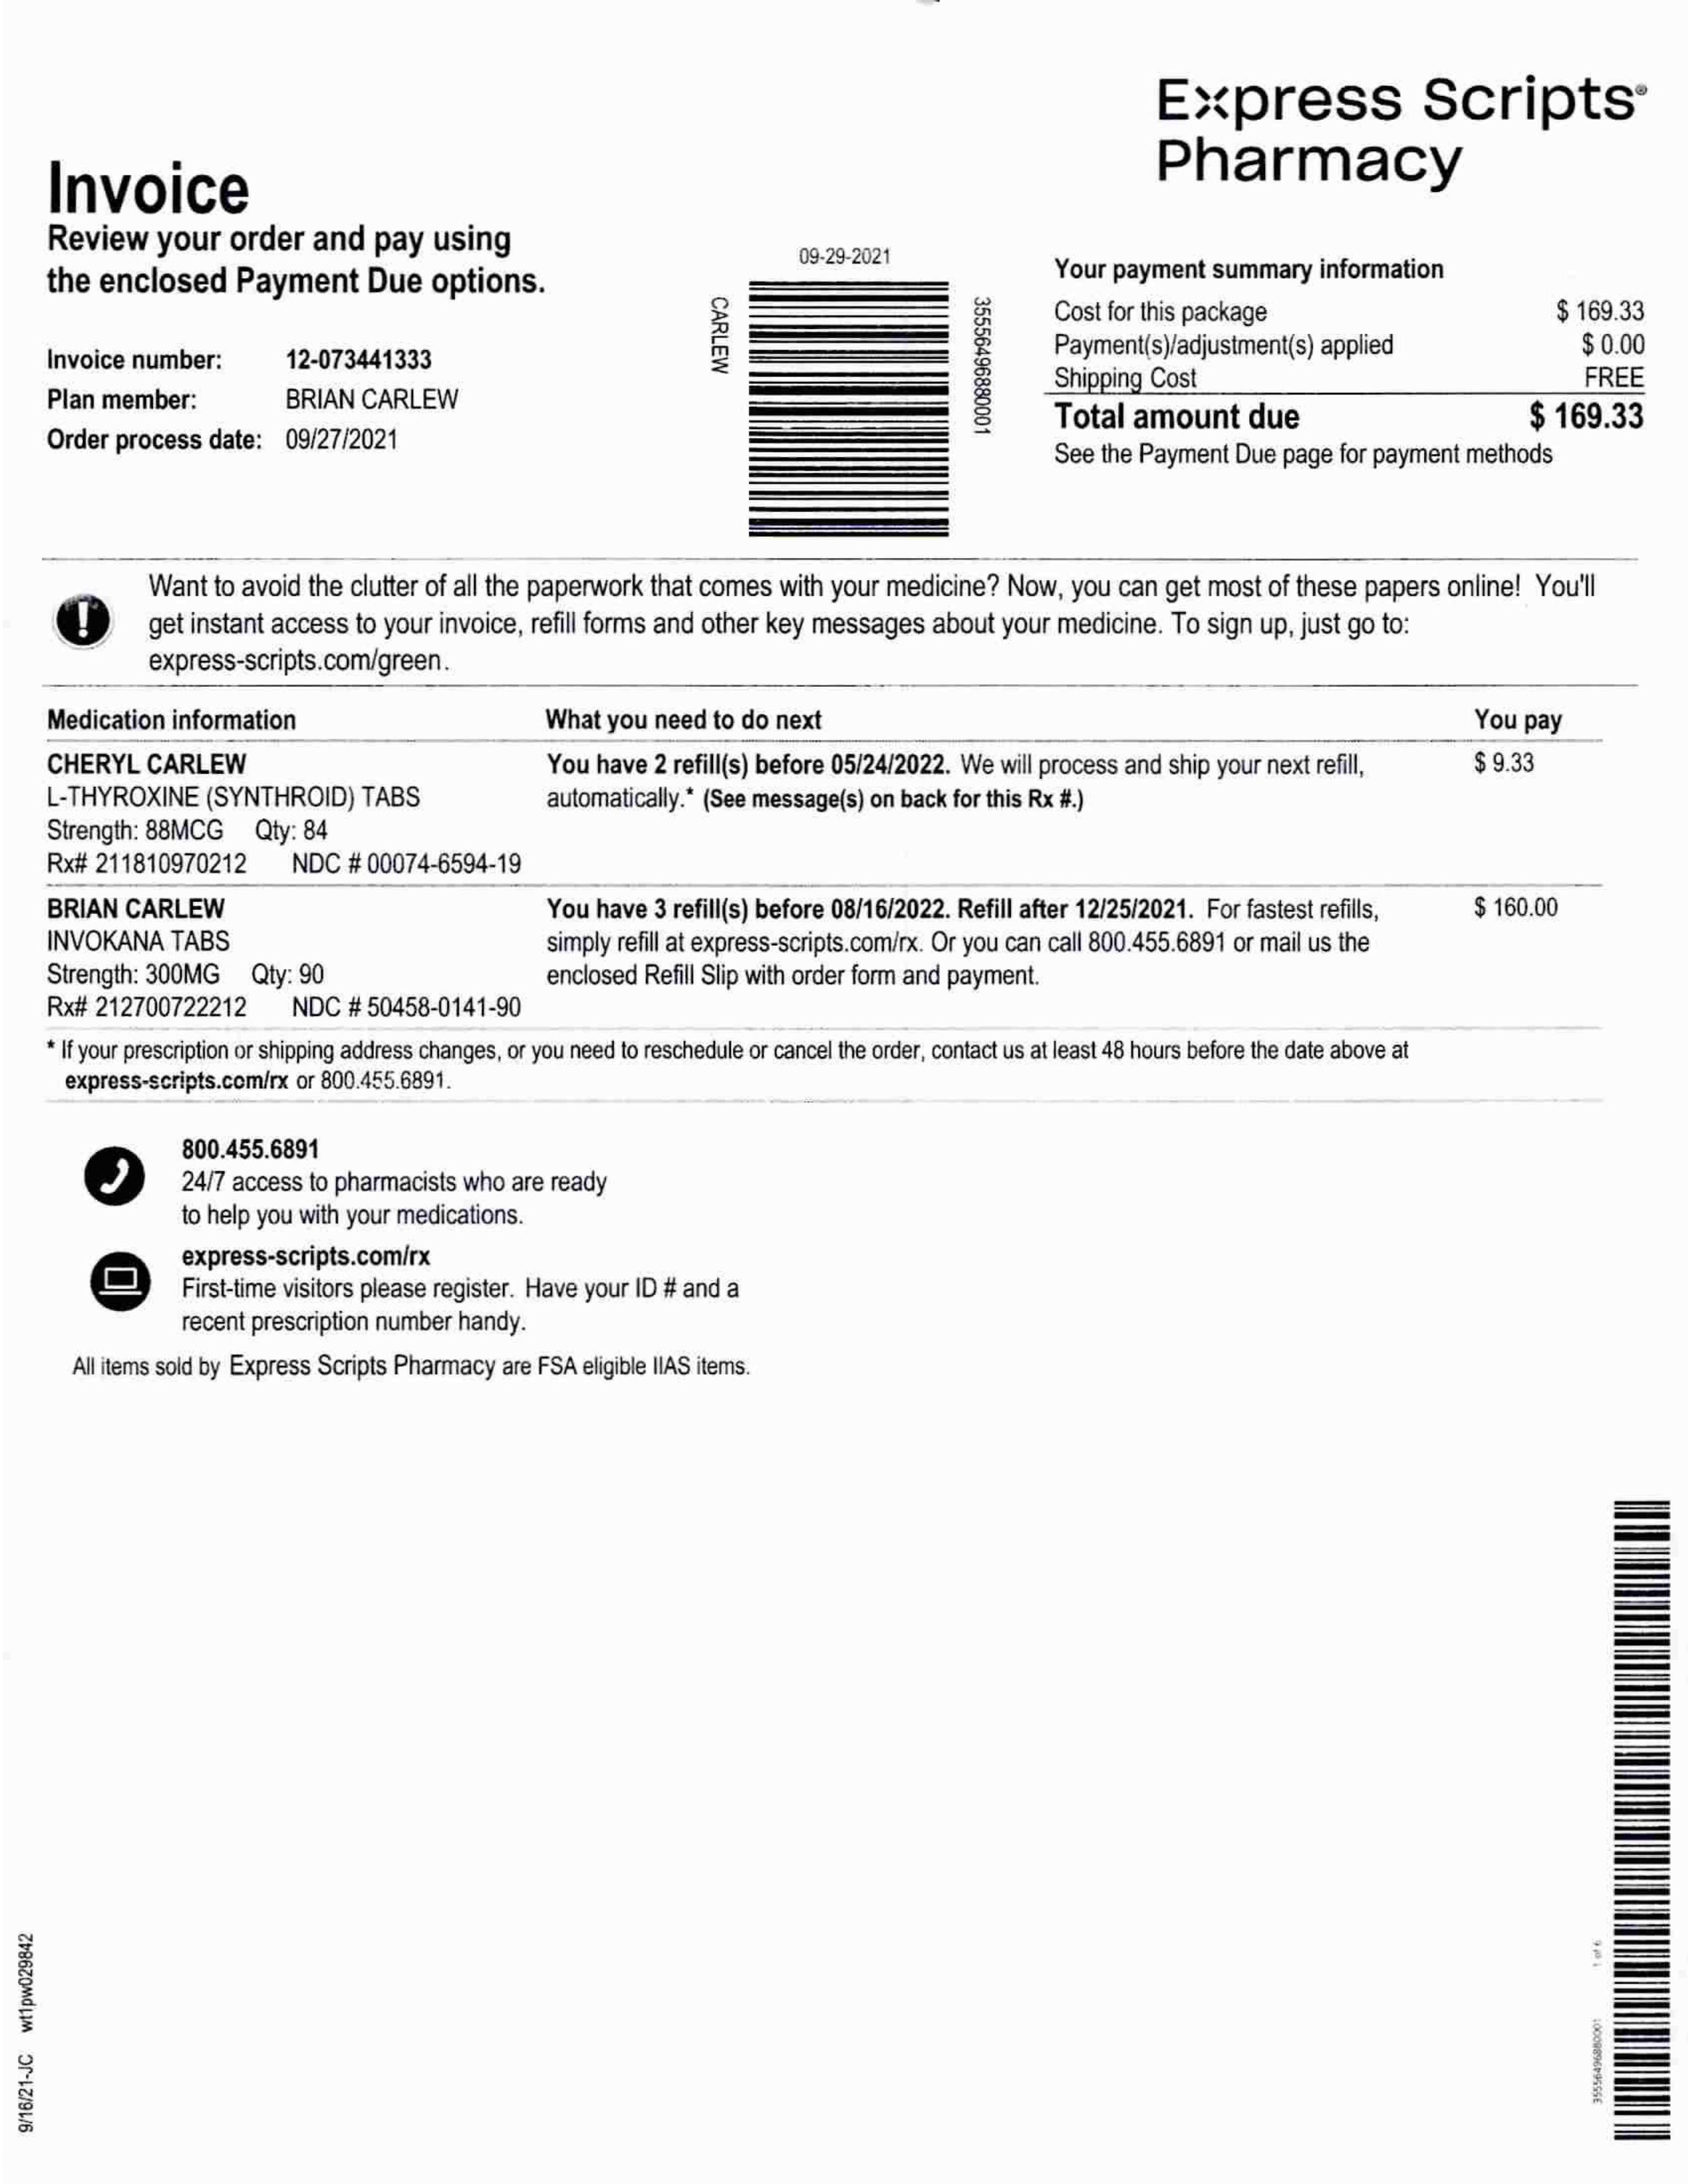 Express Scripts®
Pharmacy
Invoice
Review your order and pay using
the enclosed Payment Due options.
Invoice number: 12-073441333
Plan member: BRIAN CARLEW
Order process date: 09/27/2021
09-29-2021
CARLEW
35556496880001
Your payment summary information
Cost for this package $ 169.33
Payment(s)/adjustment(s) applied $ 0.00
Shipping Cost FREE
Total amount due $ 169.33
See the Payment Due page for payment methods
Want to avoid the clutter of all the paperwork that comes with your medicine? Now, you can get most of these papers online! You'll
get instant access to your invoice, refill forms and other key messages about your medicine. To sign up, just go to:
express-scripts.com/green.
Medication information What you need to do next You pay
CHERYL CARLEW You have 2 refill(s) before 05/24/2022. We will process and ship your next refill, $ 9.33
L-THYROXINE (SYNTHROID) TABS automatically.* (See message(s) on back for this Rx #.)
Strength: 88MCG Qty: 84
Rx# 211810970212 NDC # 00074-6594-19
BRIAN CARLEW You have 3 refill(s) before 08/16/2022. Refill after 12/25/2021. For fastest refills, $ 160.00
INVOKANA TABS simply refill at express-scripts.com/rx. Or you can call 800.455.6891 or mail us the
Strength: 300MG Qty: 90 enclosed Refill Slip with order form and payment.
Rx# 212700722212 NDC # 50458-0141-90
* If your prescription or shipping address changes, or you need to reschedule or cancel the order, contact us at least 48 hours before the date above at
express-scripts.com/rx or 800.455.6891.
800.455.6891
24/7 access to pharmacists who are ready
to help you with your medications.
express-scripts.com/rx
First-time visitors please register. Have your ID # and a
recent prescription number handy.
All items sold by Express Scripts Pharmacy are FSA eligible IIAS items.
9/16/21-JC wt1pw029842
35556496880001 1 of 6